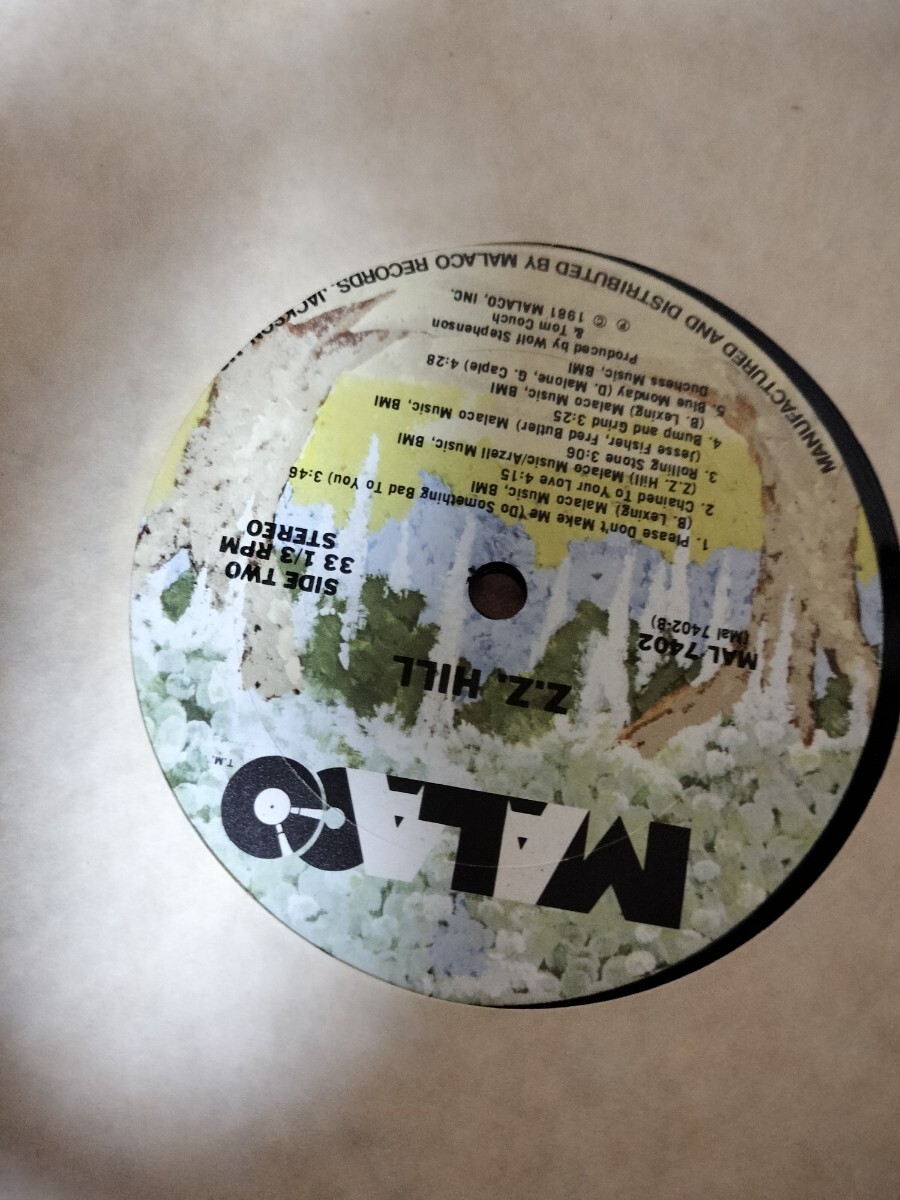 MALACO
T.M.
Z.Z. HILL
MAL 7402
(Mal 7402-B)
SIDE TWO
33 1/3 RPM
STEREO
1. Please Don't Make Me (Do Something Bad To You) 3:46
(B. Lexing) Malaco Music, BMI
2. Chained To Your Love 4:15
(Z.Z. Hill) Malaco Music/Arzell Music, BMI
3. Rolling Stone 3:06
(Jesse Fisher, Fred Butler) Malaco Music, BMI
4. Bump and Grind 3:25
(B. Lexing) Malaco Music, BMI
5. Blue Monday (D. Malone, G. Caple) 4:28
Duchess Music, BMI
Produced by Wolf Stephenson
& Tom Couch
℗ © 1981 MALACO, INC.
MANUFACTURED AND DISTRIBUTED BY MALACO RECORDS, JACKSON